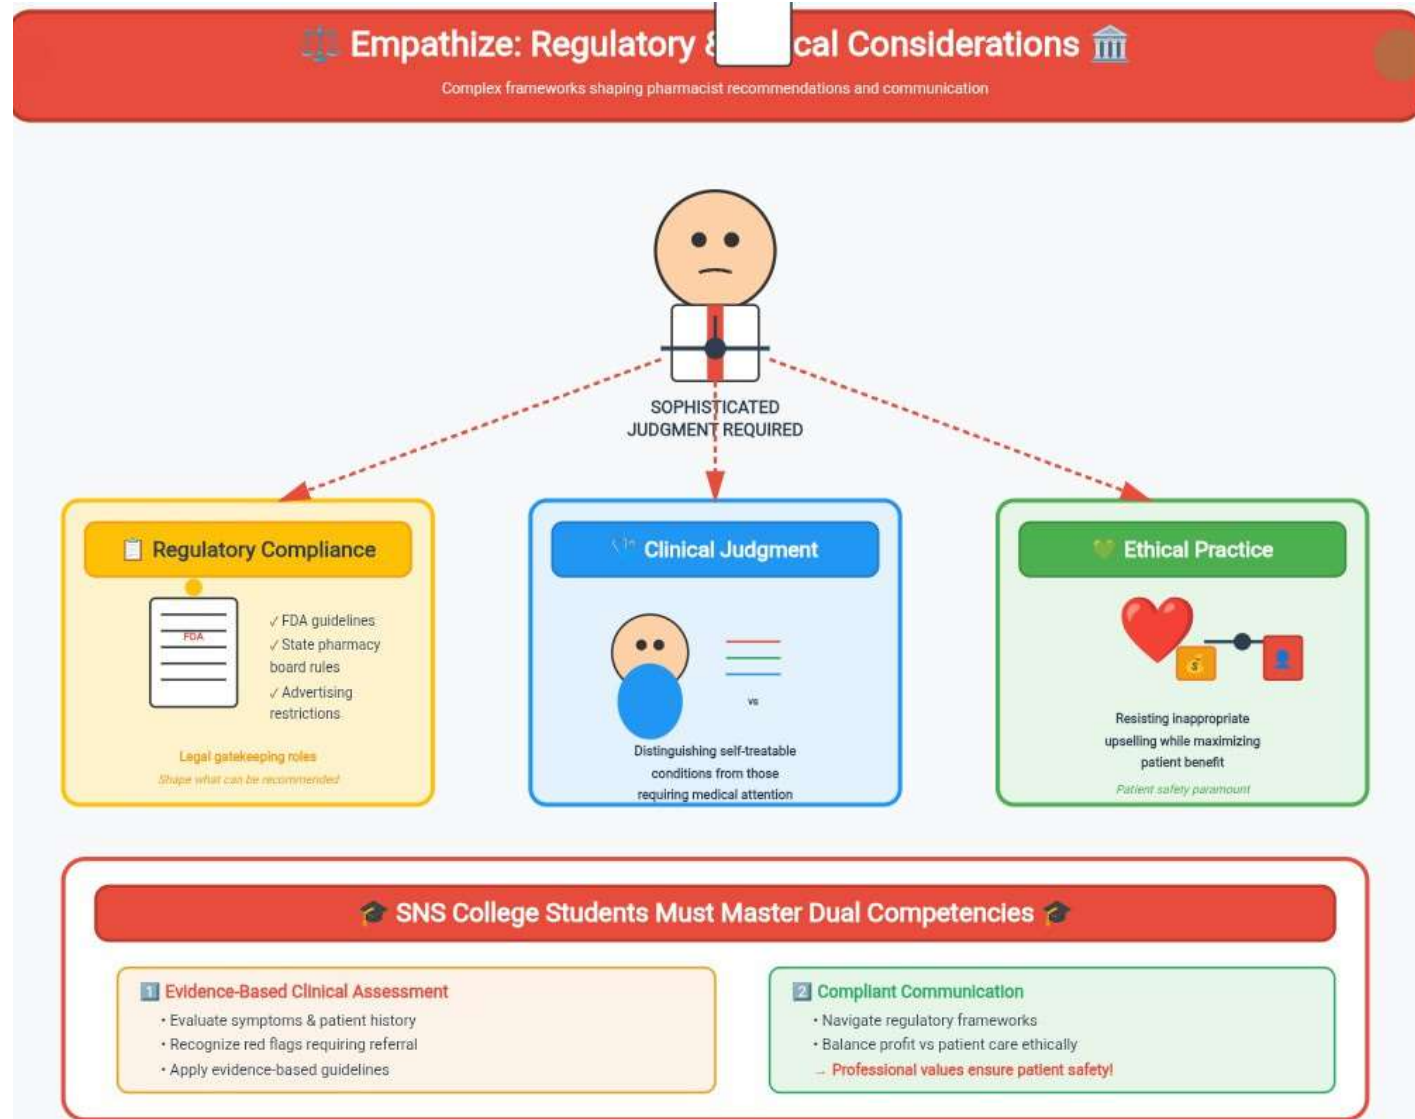 Empathize: Regulatory & cal Considerations
Complex frameworks shaping pharmacist recommendations and communication
SOPHISTICATED
JUDGMENT REQUIRED
Regulatory Compliance
FDA
✓ FDA guidelines
✓ State pharmacy
board rules
✓ Advertising
restrictions
Legal gatekeeping roles
Shape what can be recommended
Clinical Judgment
vs
Distinguishing self-treatable
conditions from those
requiring medical attention
Ethical Practice
Resisting inappropriate
upselling while maximizing
patient benefit
Patient safety paramount
SNS College Students Must Master Dual Competencies
1 Evidence-Based Clinical Assessment
• Evaluate symptoms & patient history
• Recognize red flags requiring referral
• Apply evidence-based guidelines
2 Compliant Communication
• Navigate regulatory frameworks
• Balance profit vs patient care ethically
→ Professional values ensure patient safety!